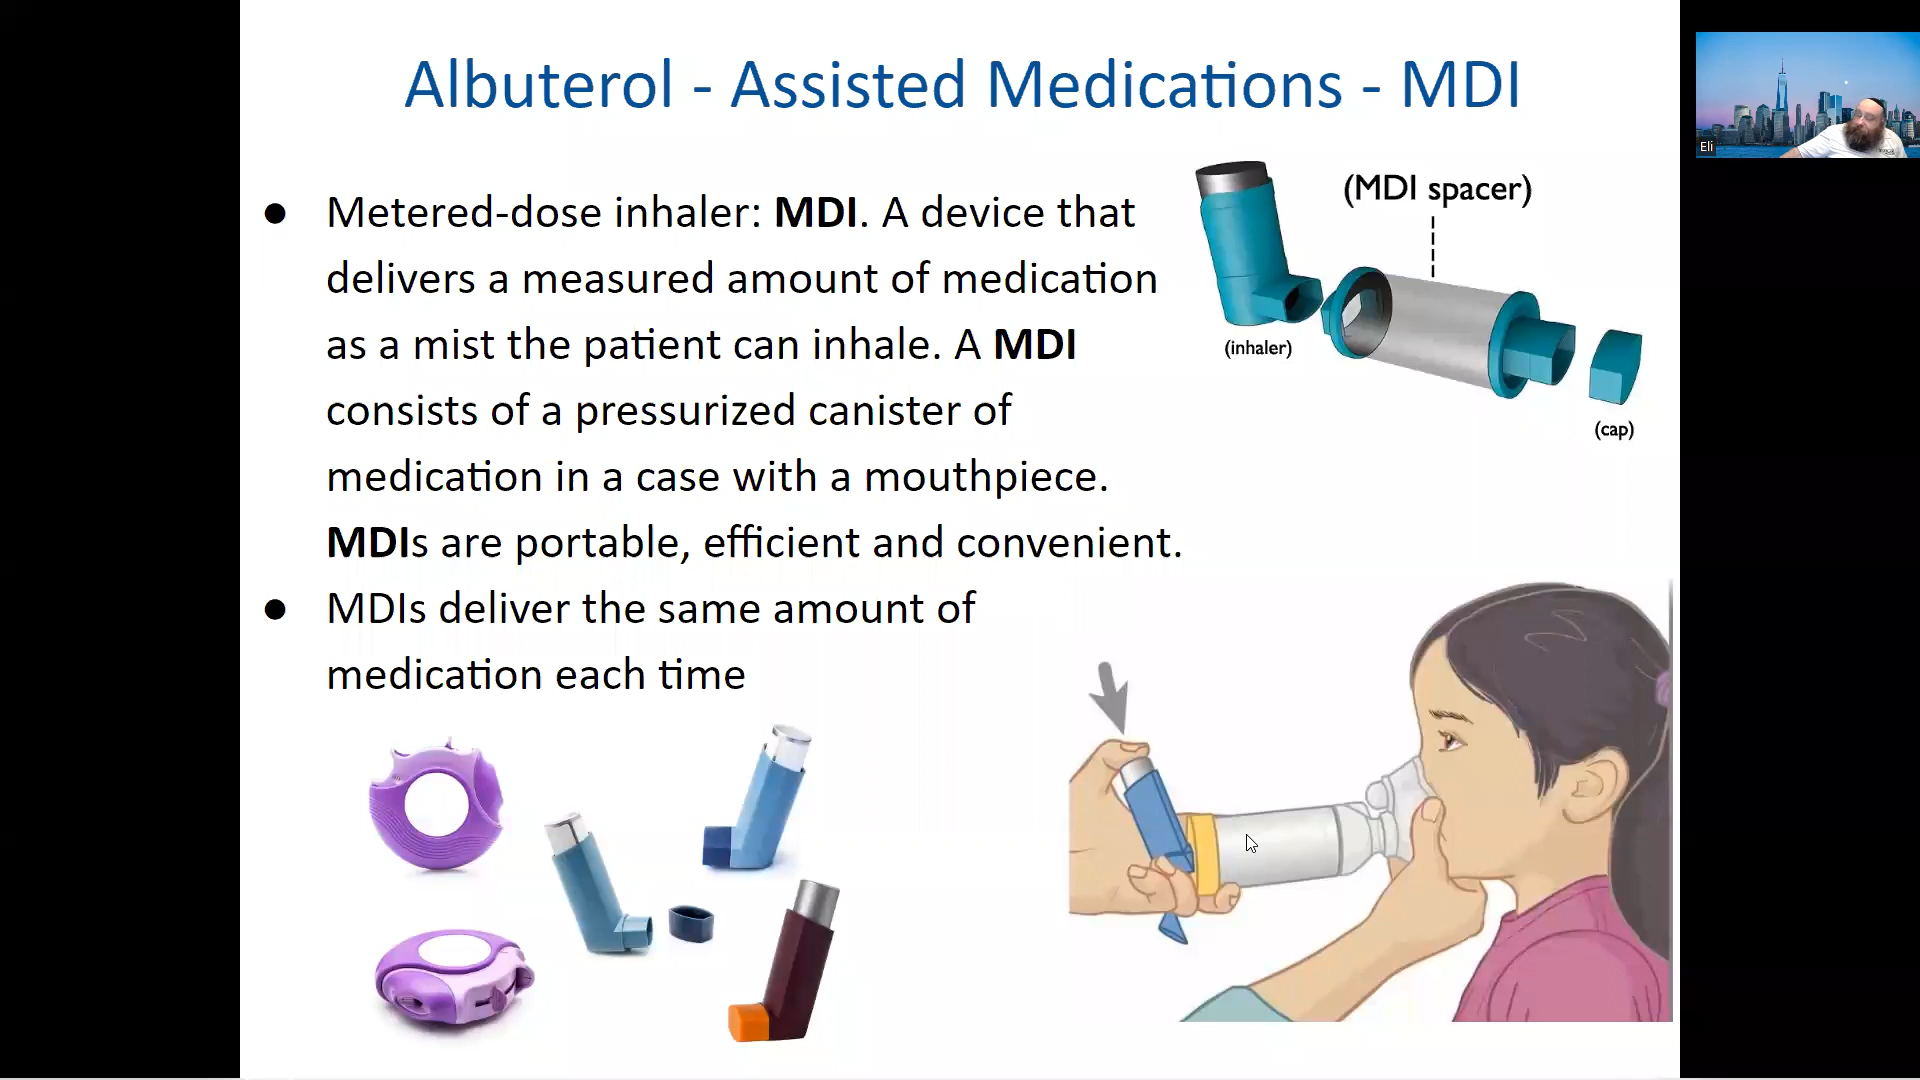 Albuterol - Assisted Medications - MDI
● Metered-dose inhaler: MDI. A device that
delivers a measured amount of medication
as a mist the patient can inhale. A MDI
consists of a pressurized canister of
medication in a case with a mouthpiece.
MDIs are portable, efficient and convenient.
● MDIs deliver the same amount of
medication each time
(MDI spacer)
(inhaler)
(cap)
Eli